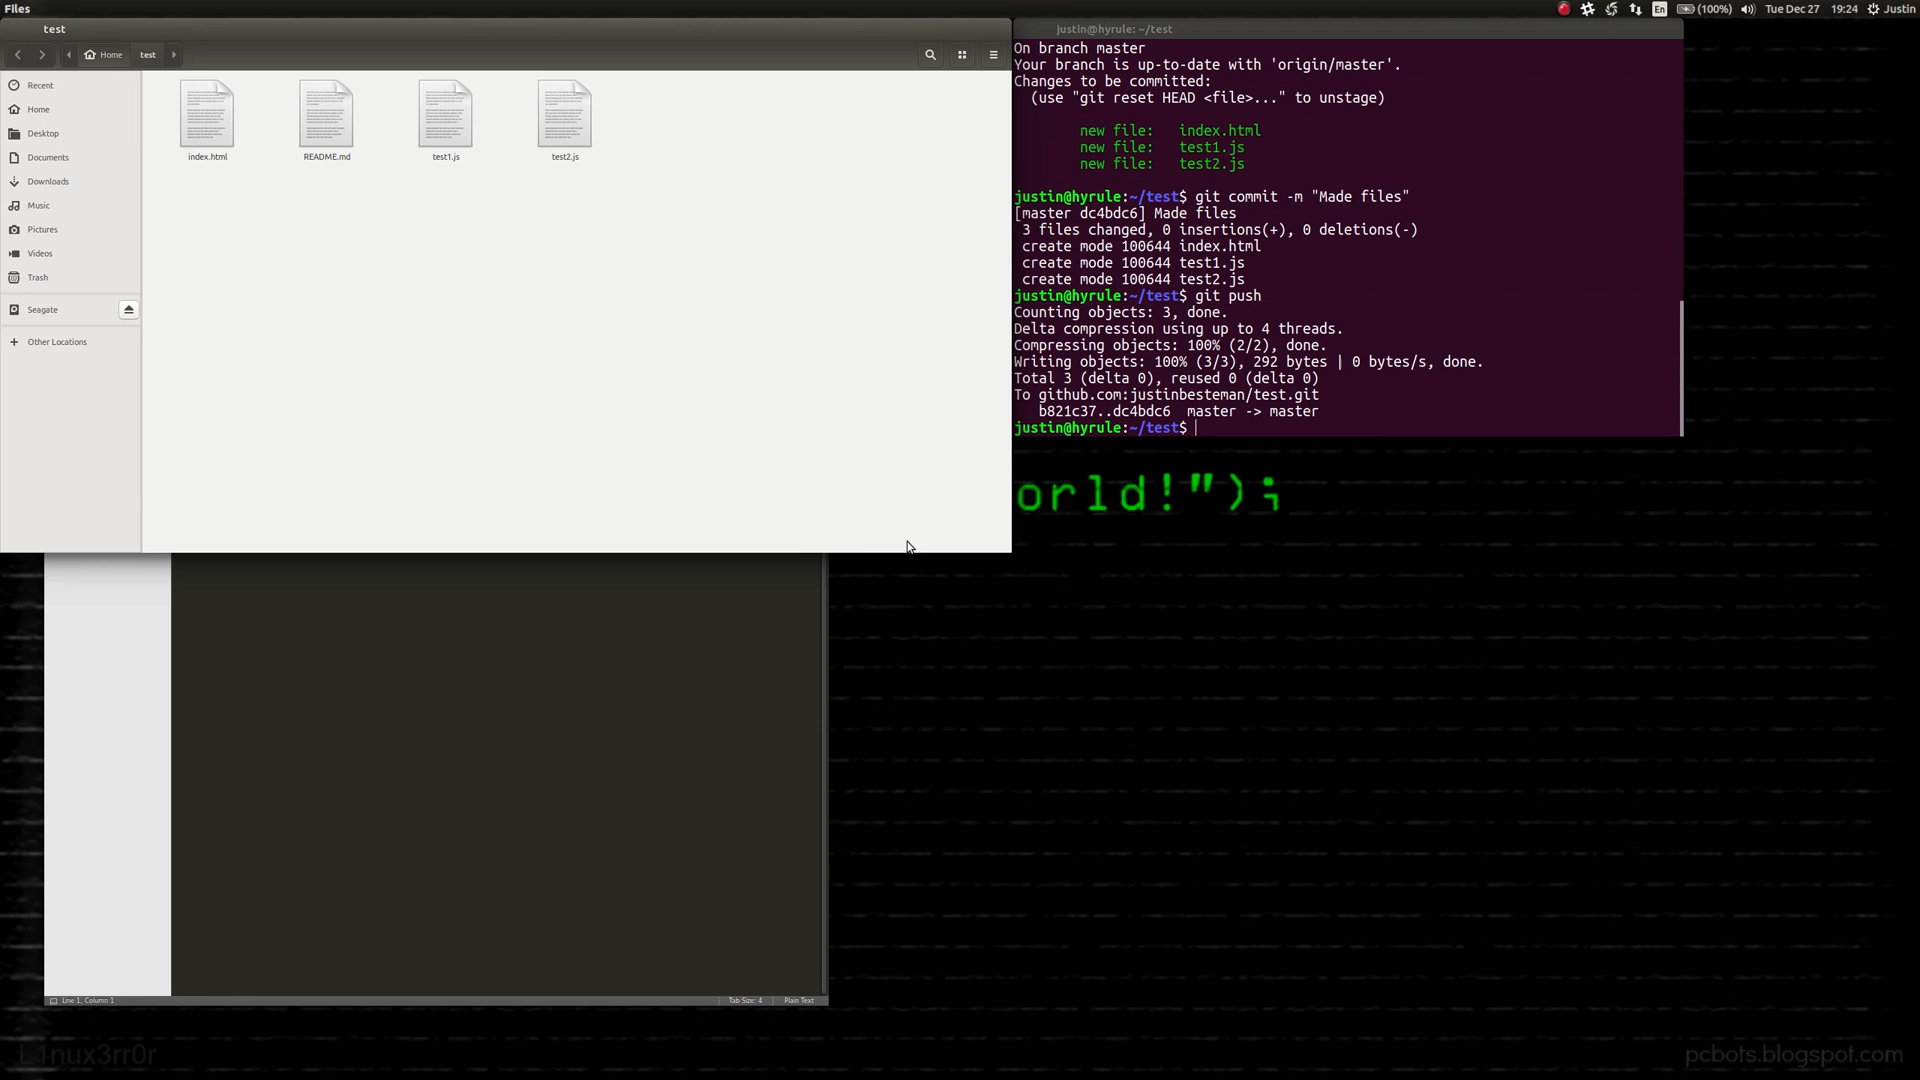 Files
En
(100%)
Tue Dec 27
19:24
Justin
test
Home
test
Recent
Home
Desktop
Documents
Downloads
Music
Pictures
Videos
Trash
Seagate
Other Locations
index.html
README.md
test1.js
test2.js
justin@hyrule: ~/test
On branch master
Your branch is up-to-date with 'origin/master'.
Changes to be committed:
(use "git reset HEAD <file>..." to unstage)
new file: index.html
new file: test1.js
new file: test2.js
justin@hyrule:~/test$ git commit -m "Made files"
[master dc4bdc6] Made files
3 files changed, 0 insertions(+), 0 deletions(-)
create mode 100644 index.html
create mode 100644 test1.js
create mode 100644 test2.js
justin@hyrule:~/test$ git push
Counting objects: 3, done.
Delta compression using up to 4 threads.
Compressing objects: 100% (2/2), done.
Writing objects: 100% (3/3), 292 bytes | 0 bytes/s, done.
Total 3 (delta 0), reused 0 (delta 0)
To github.com:justinbesteman/test.git
b821c37..dc4bdc6 master -> master
justin@hyrule:~/test$
orld!");
Line 1, Column 1
Tab Size: 4
Plain Text
L1nux3rr0r
pcbots.blogspot.com